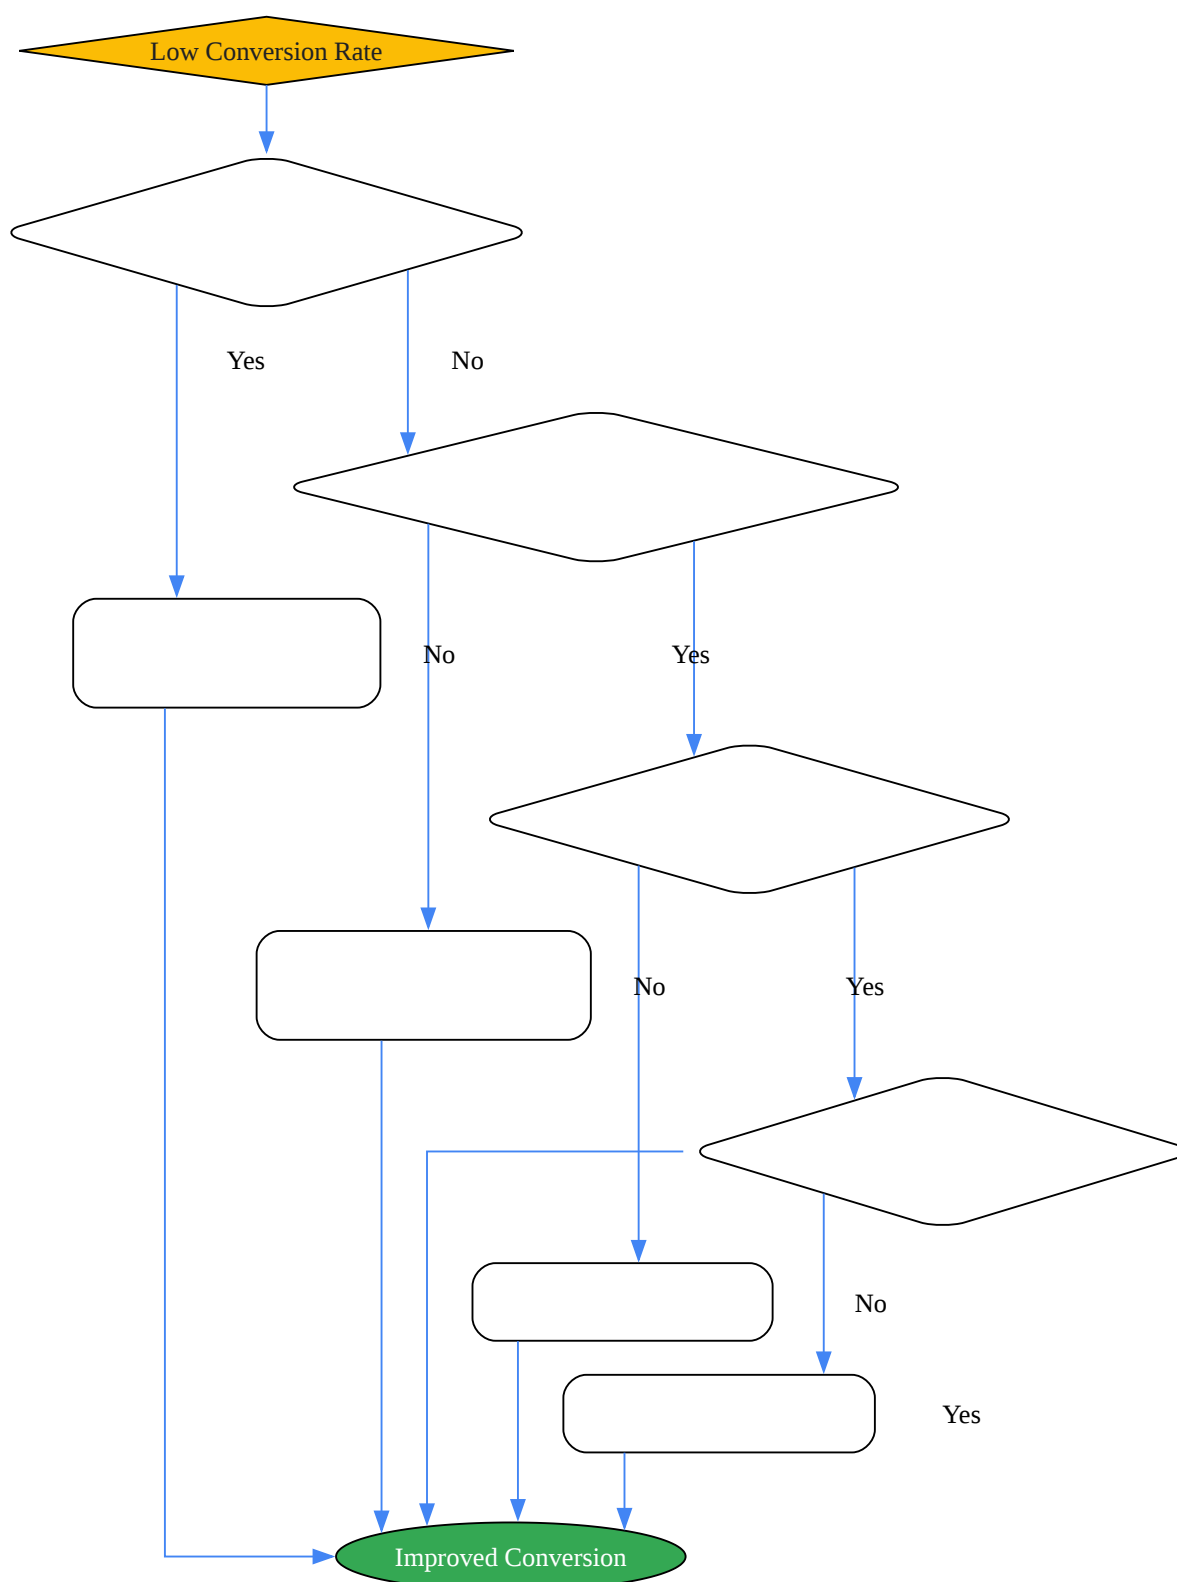 Low Conversion Rate
Yes
No
No
Yes
No
Yes
No
Yes
Improved Conversion